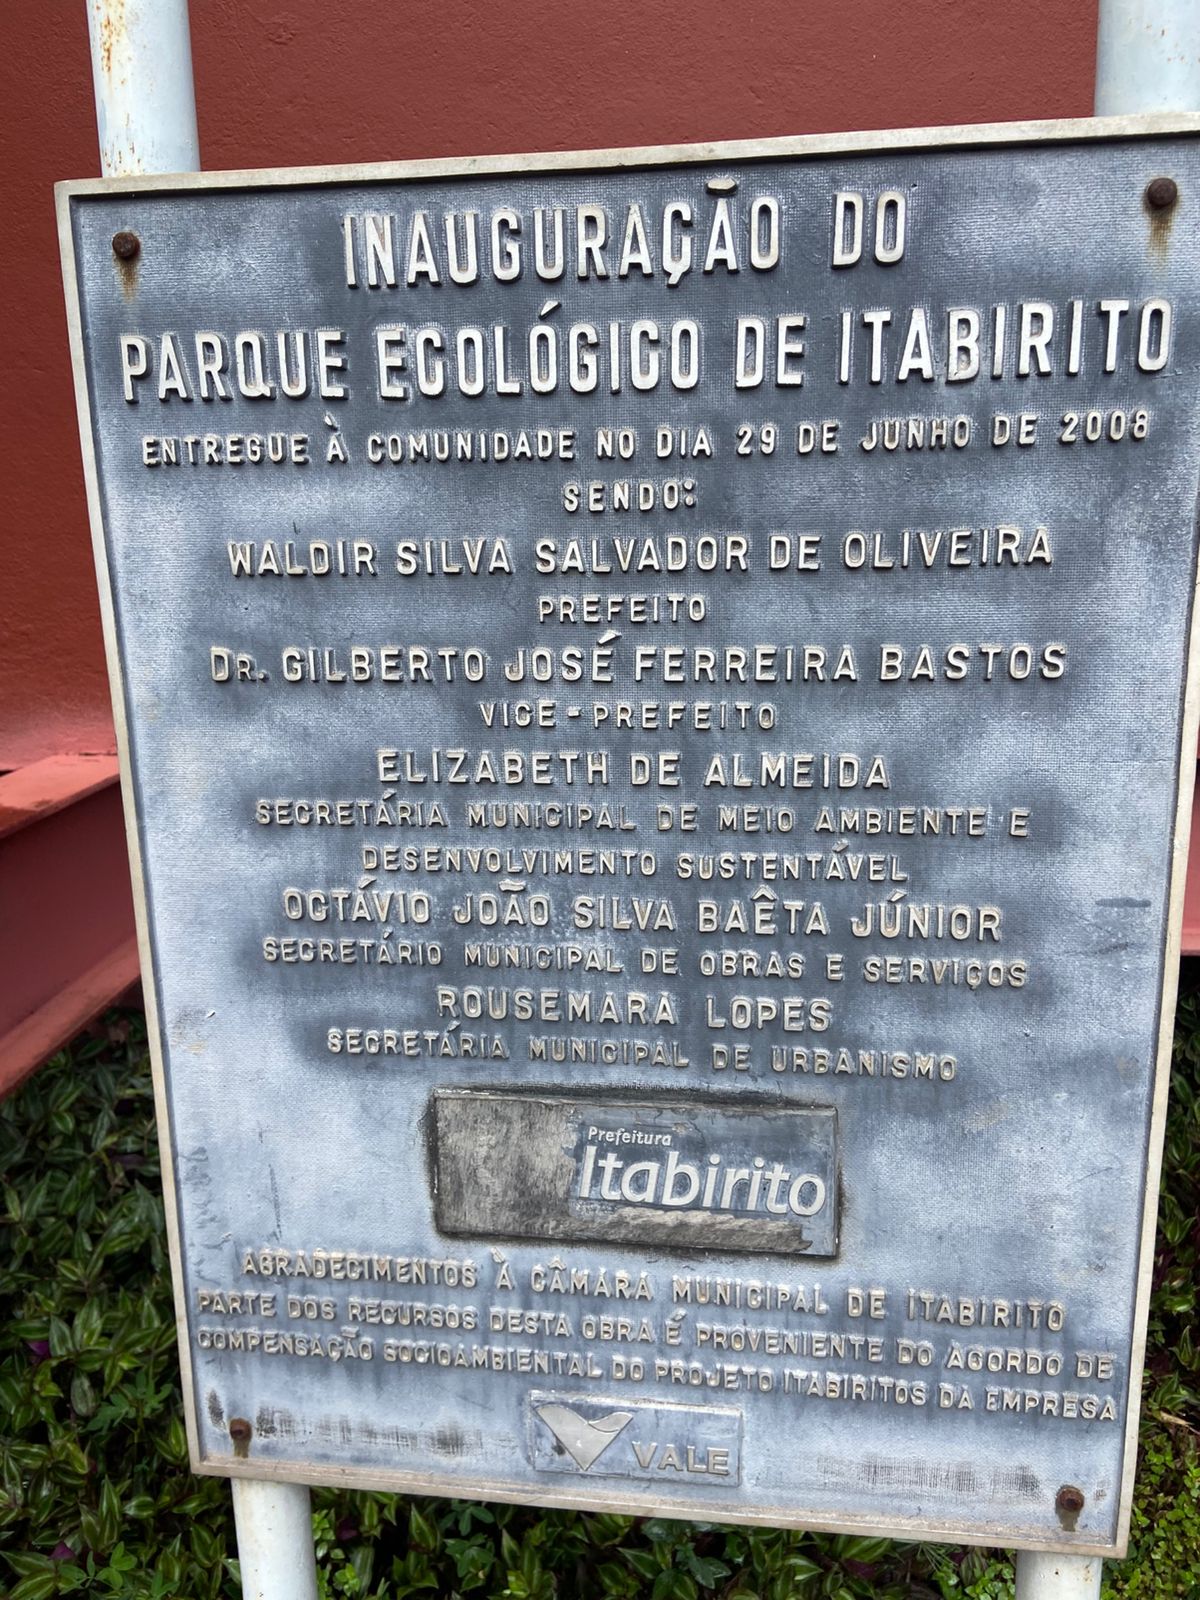 INAUGURAÇÃO DO
PARQUE ECOLÓGICO DE ITABIRITO
ENTREGUE À COMUNIDADE NO DIA 29 DE JUNHO DE 2008
SENDO:
WALDIR SILVA SALVADOR DE OLIVEIRA
PREFEITO
DR. GILBERTO JOSÉ FERREIRA BASTOS
VICE-PREFEITO
ELIZABETH DE ALMEIDA
SECRETÁRIA MUNICIPAL DE MEIO AMBIENTE E
DESENVOLVIMENTO SUSTENTÁVEL
OCTÁVIO JOÃO SILVA BAÊTA JÚNIOR
SECRETÁRIO MUNICIPAL DE OBRAS E SERVIÇOS
ROUSEMARA LOPES
SECRETÁRIA MUNICIPAL DE URBANISMO
Prefeitura
Itabirito
AGRADECIMENTOS À CÂMARA MUNICIPAL DE ITABIRITO
PARTE DOS RECURSOS DESTA OBRA É PROVENIENTE DO ACORDO DE
COMPENSAÇÃO SOCIOAMBIENTAL DO PROJETO ITABIRITOS DA EMPRESA
VALE